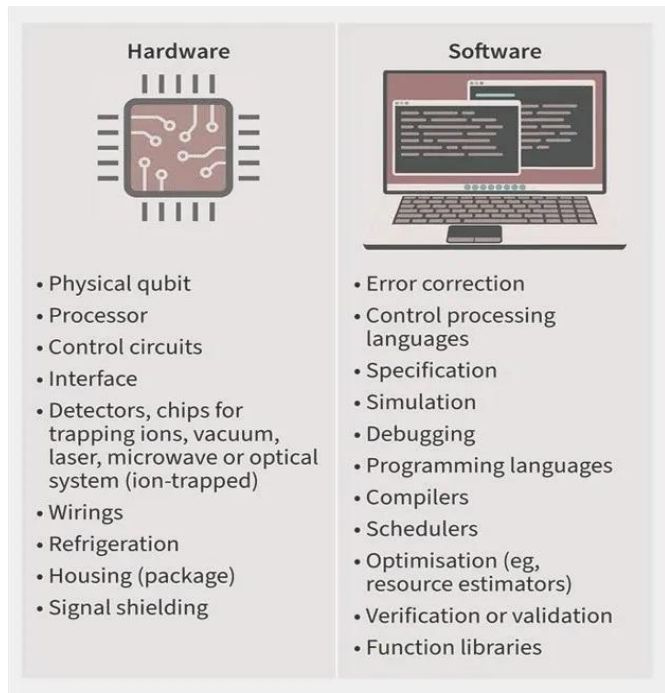 Hardware
• Physical qubit
• Processor
• Control circuits
• Interface
• Detectors, chips for
trapping ions, vacuum,
laser, microwave or optical
system (ion-trapped)
• Wirings
• Refrigeration
• Housing (package)
• Signal shielding
Software
• Error correction
• Control processing
languages
• Specification
• Simulation
• Debugging
• Programming languages
• Compilers
• Schedulers
• Optimisation (eg,
resource estimators)
• Verification or validation
• Function libraries